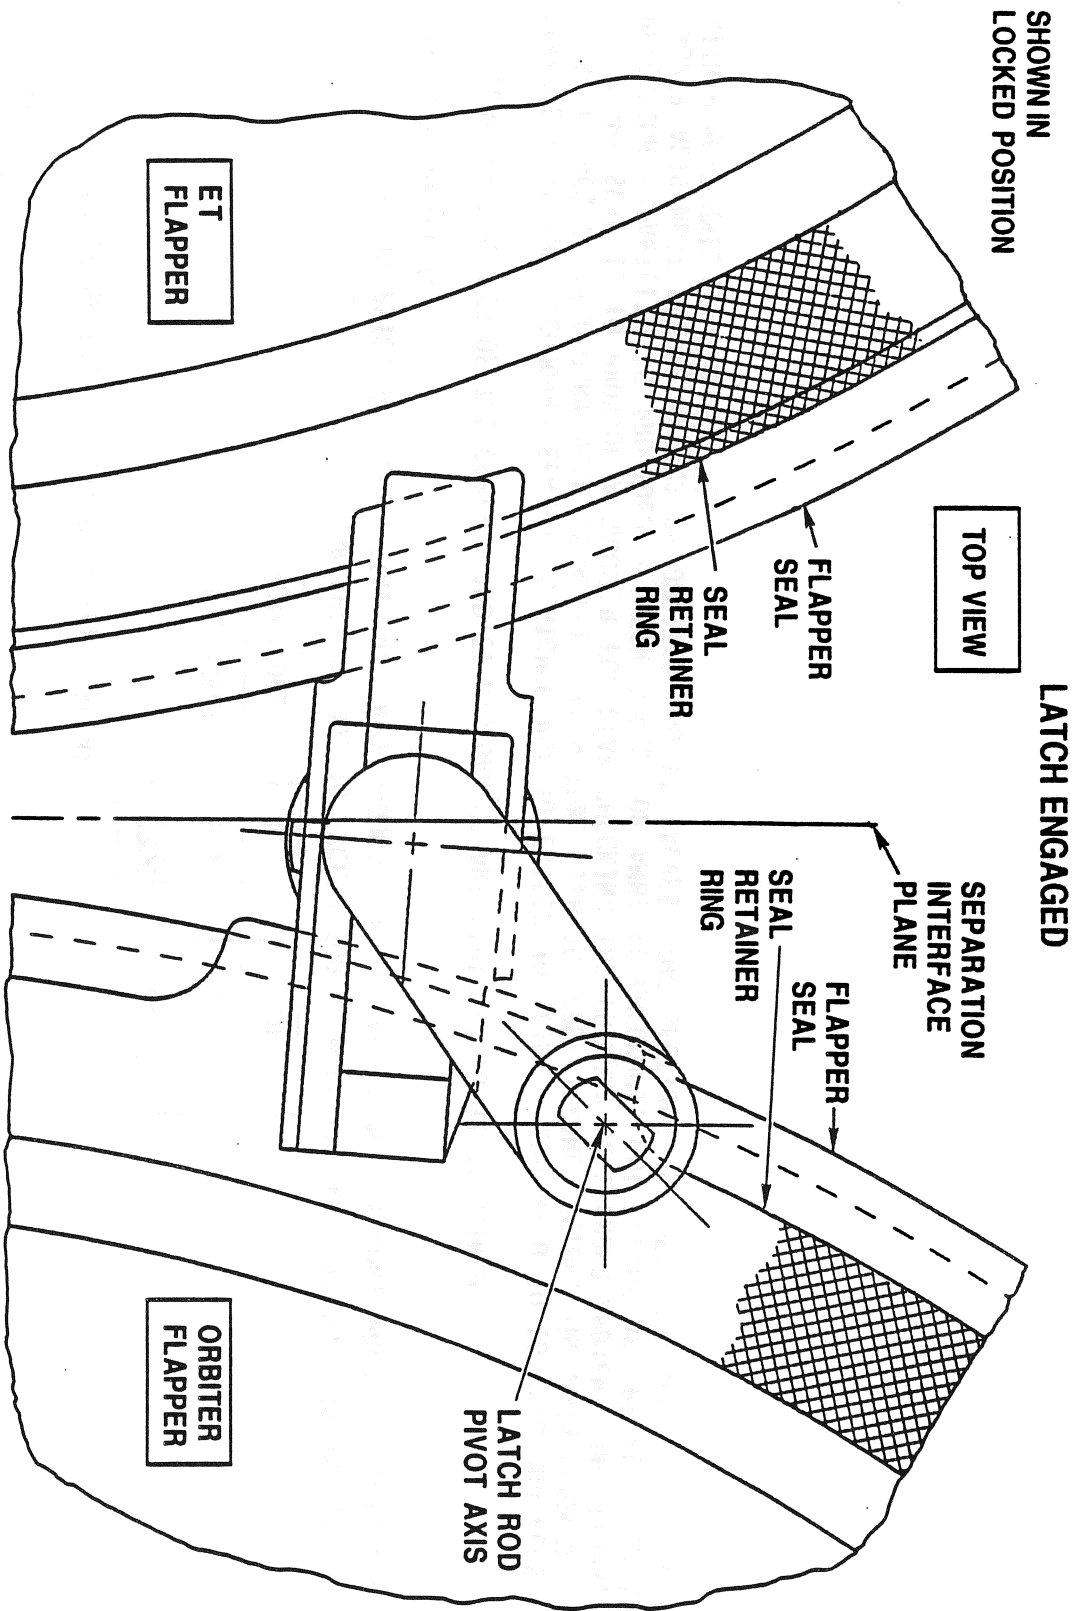 LATCH ENGAGED
SHOWN IN
LOCKED POSITION
TOP VIEW
SEPARATION
INTERFACE
PLANE
FLAPPER
SEAL
SEAL
RETAINER
RING
FLAPPER
SEAL
SEAL
RETAINER
RING
LATCH ROD
PIVOT AXIS
ET
FLAPPER
ORBITER
FLAPPER